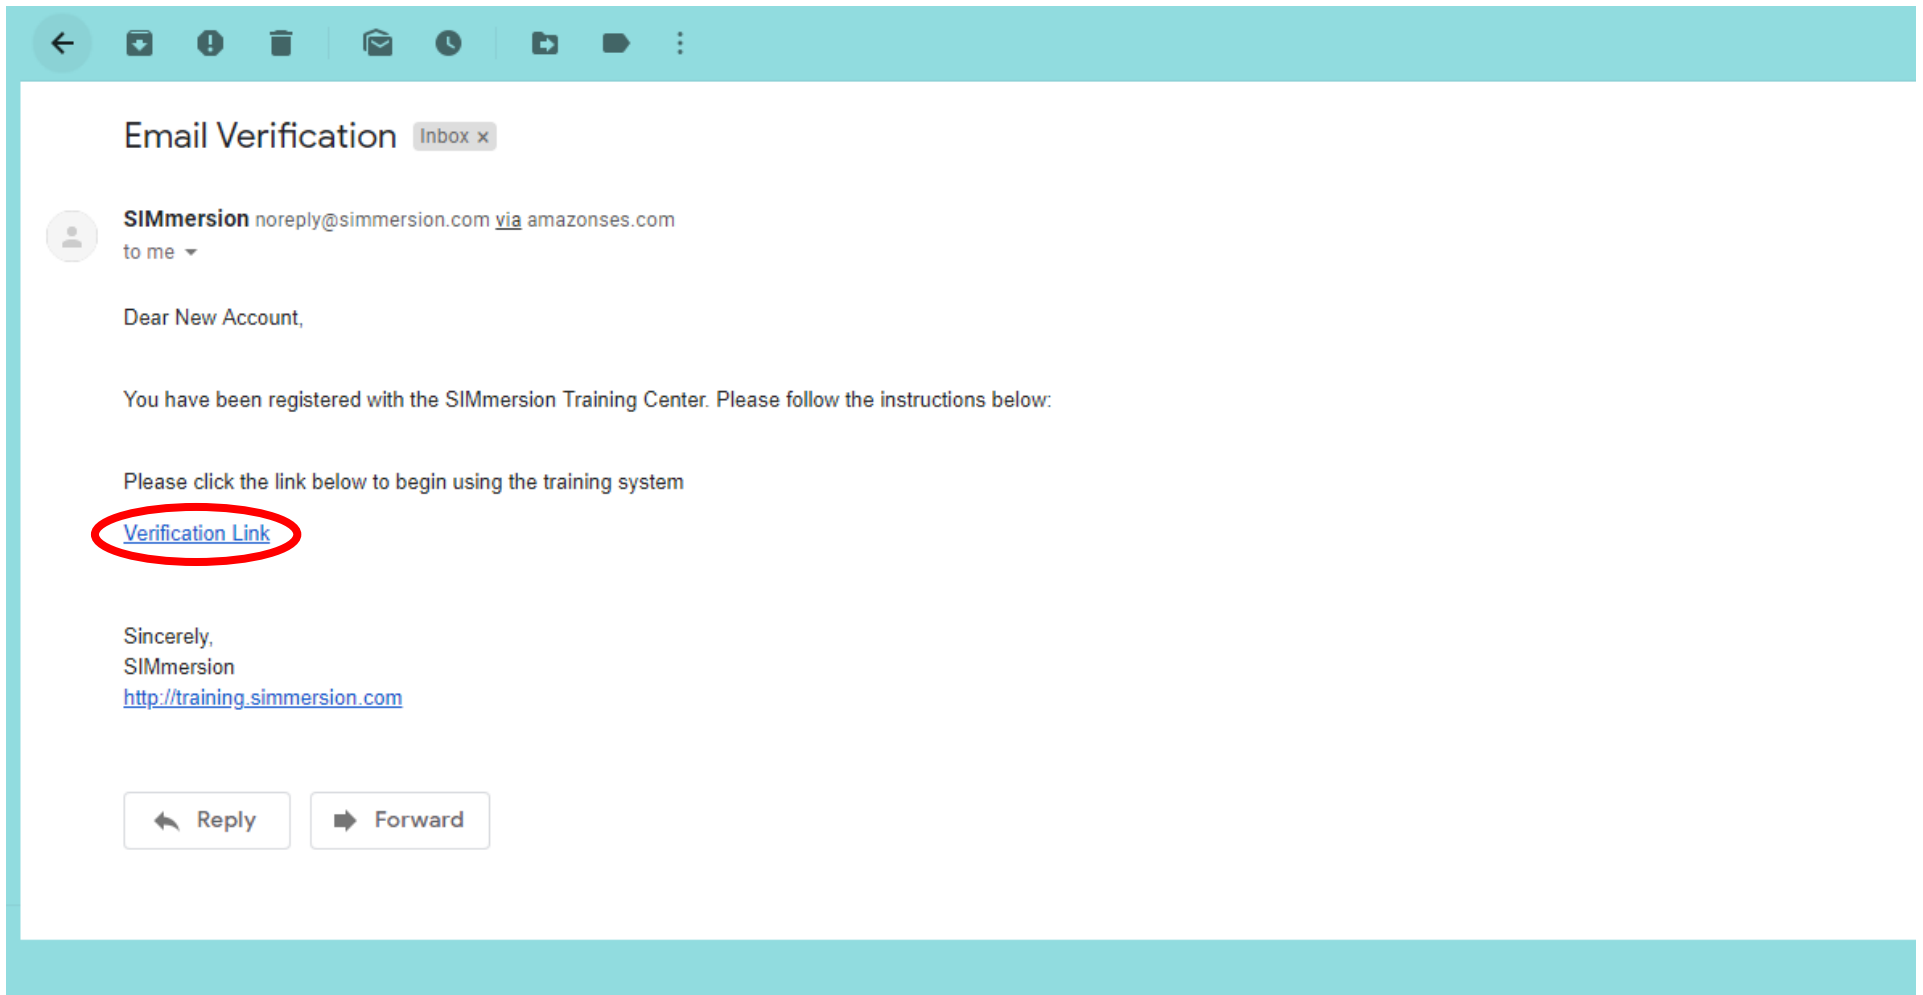 Email Verification Inbox x
SIMmersion noreply@simmersion.com via amazonses.com
to me
Dear New Account,
You have been registered with the SIMmersion Training Center. Please follow the instructions below:
Please click the link below to begin using the training system
Verification Link
Sincerely,
SIMmersion
http://training.simmersion.com
Reply Forward